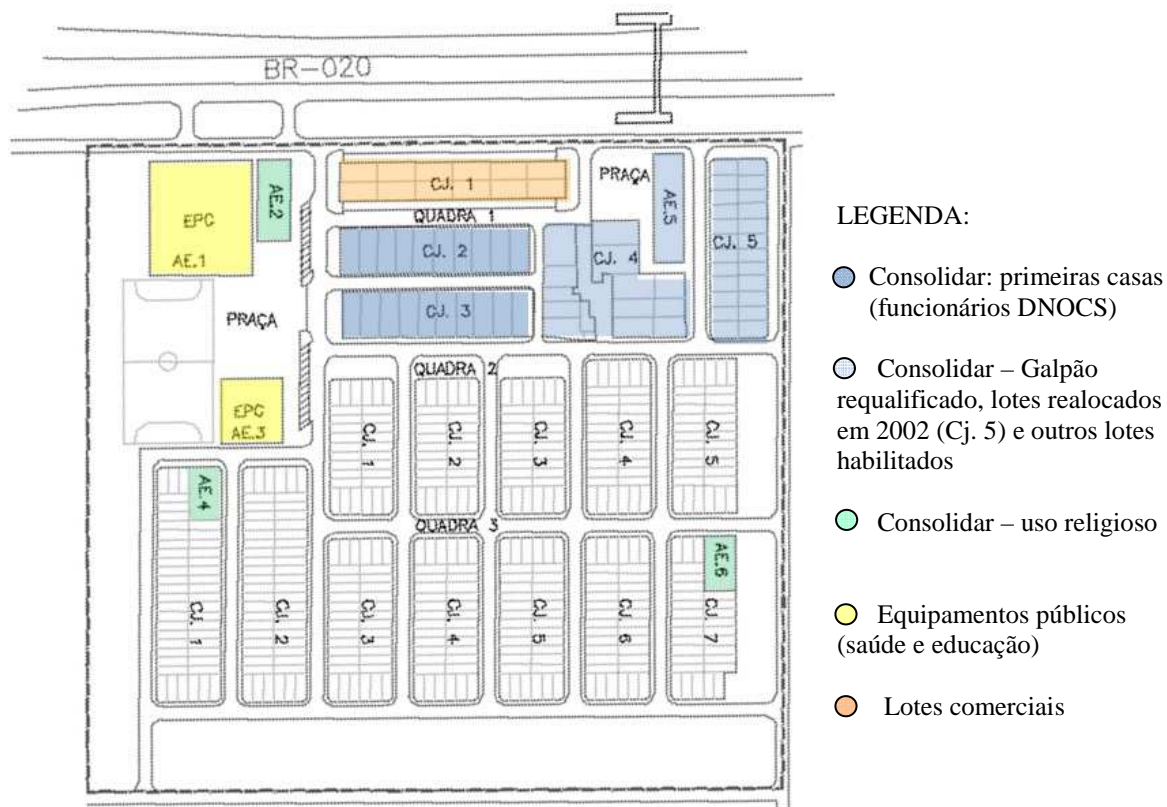 BR-020
EPC
AE.1
AE.2
PRAÇA
EPC
AE.3
CJ. 1
QUADRA 1
CJ. 2
CJ. 3
PRAÇA
AE.5
CJ. 4
CJ. 5
QUADRA 2
CJ. 1
CJ. 2
CJ. 3
CJ. 4
CJ. 5
QUADRA 3
AE.4
CJ. 1
CJ. 2
CJ. 3
CJ. 4
CJ. 5
CJ. 6
AE.6
CJ. 7
LEGENDA:
Consolidar: primeiras casas
(funcionários DNOCS)
Consolidar – Galpão
requalificado, lotes realocados
em 2002 (Cj. 5) e outros lotes
habilitados
Consolidar – uso religioso
Equipamentos públicos
(saúde e educação)
Lotes comerciais